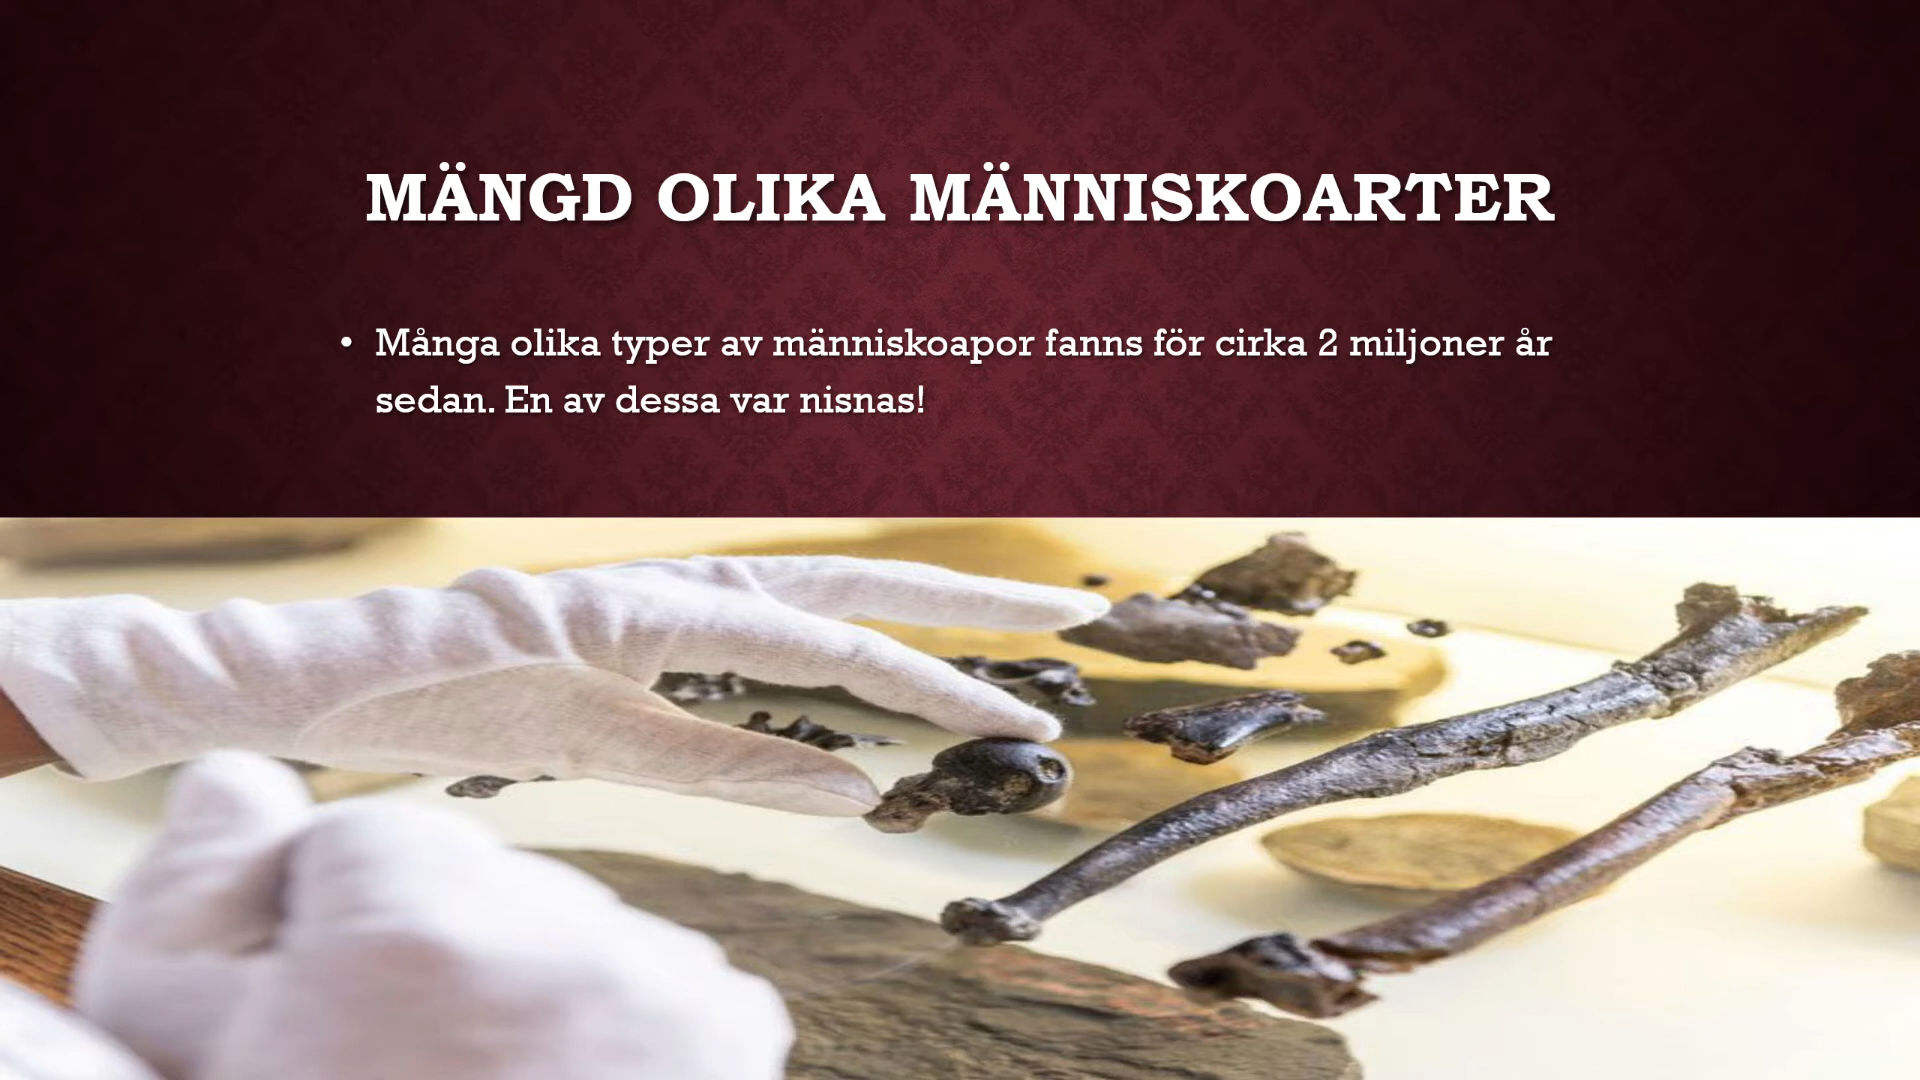 MÄNGD OLIKA MÄNNISKOARTER
• Många olika typer av människoapor fanns för cirka 2 miljoner år
sedan. En av dessa var nisnas!